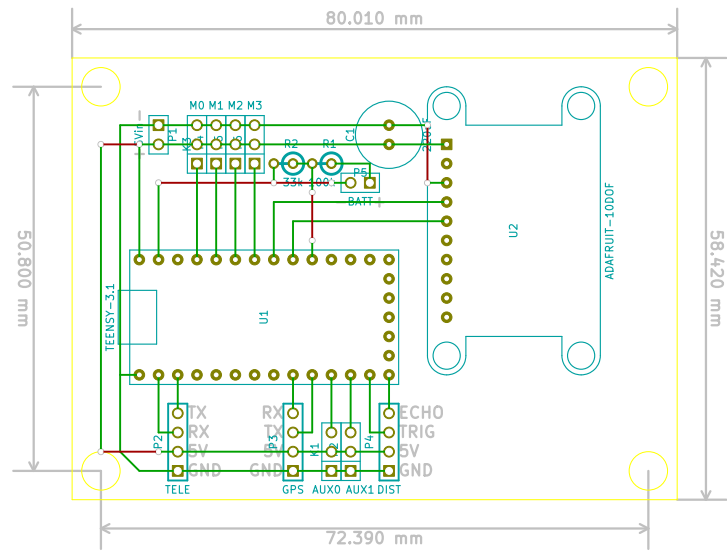 80.010 mm
M0 M1 M2 M3
Vin
P1
K3
C1
220uF
R2
R1
33k
100k
P5
BATT
50.800 mm
58.420 mm
U2
ADAFRUIT-10DOF
TEENSY-3.1
U1
TX
RX
ECHO
RX
TX
TRIG
P2
5V
P3
5V
K1
P4
5V
GND
GND
GND
TELE
GPS
AUX0
AUX1
DIST
72.390 mm